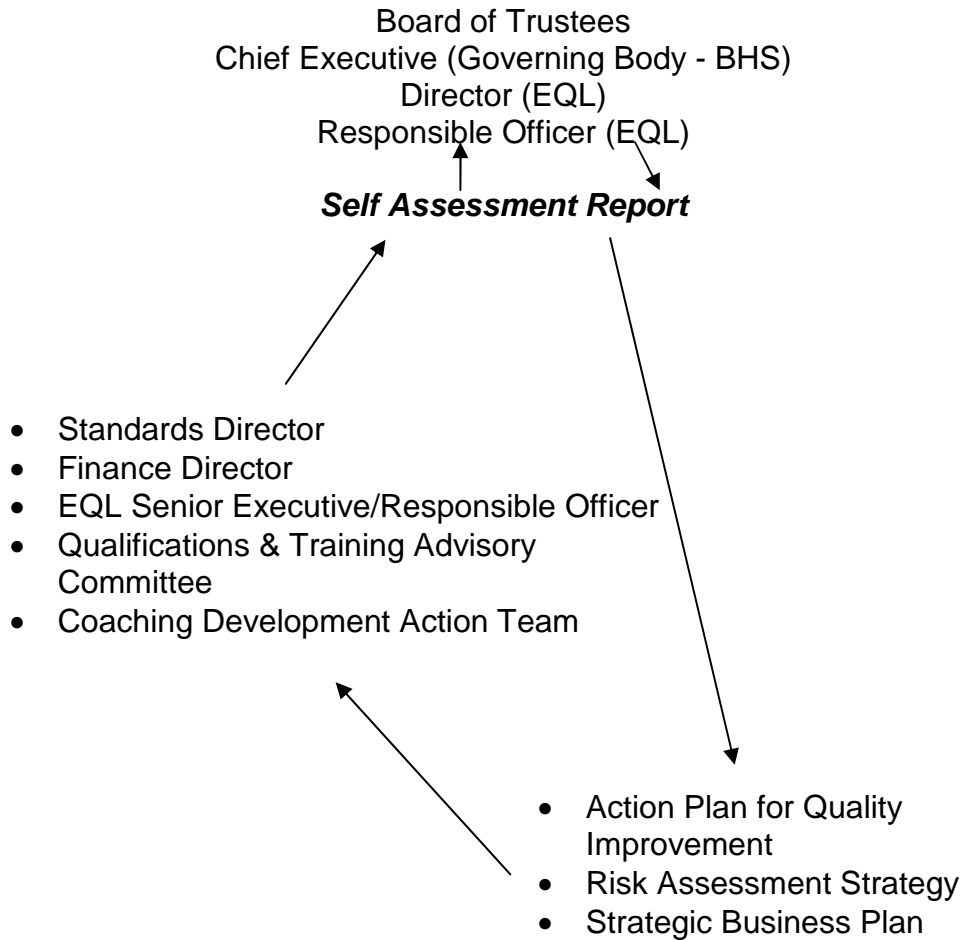 Board of Trustees
Chief Executive (Governing Body - BHS)
Director (EQL)
Responsible Officer (EQL)
Self Assessment Report
• Standards Director
• Finance Director
• EQL Senior Executive/Responsible Officer
• Qualifications & Training Advisory
Committee
• Coaching Development Action Team
• Action Plan for Quality
Improvement
• Risk Assessment Strategy
• Strategic Business Plan